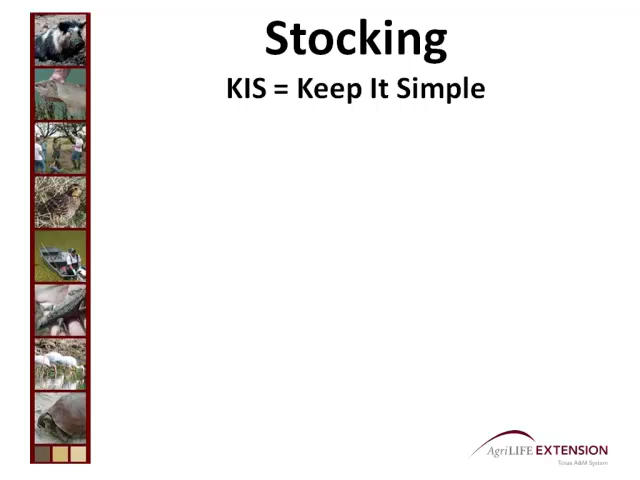 Stocking
KIS = Keep It Simple
AgriLIFE EXTENSION
Texas A&M System